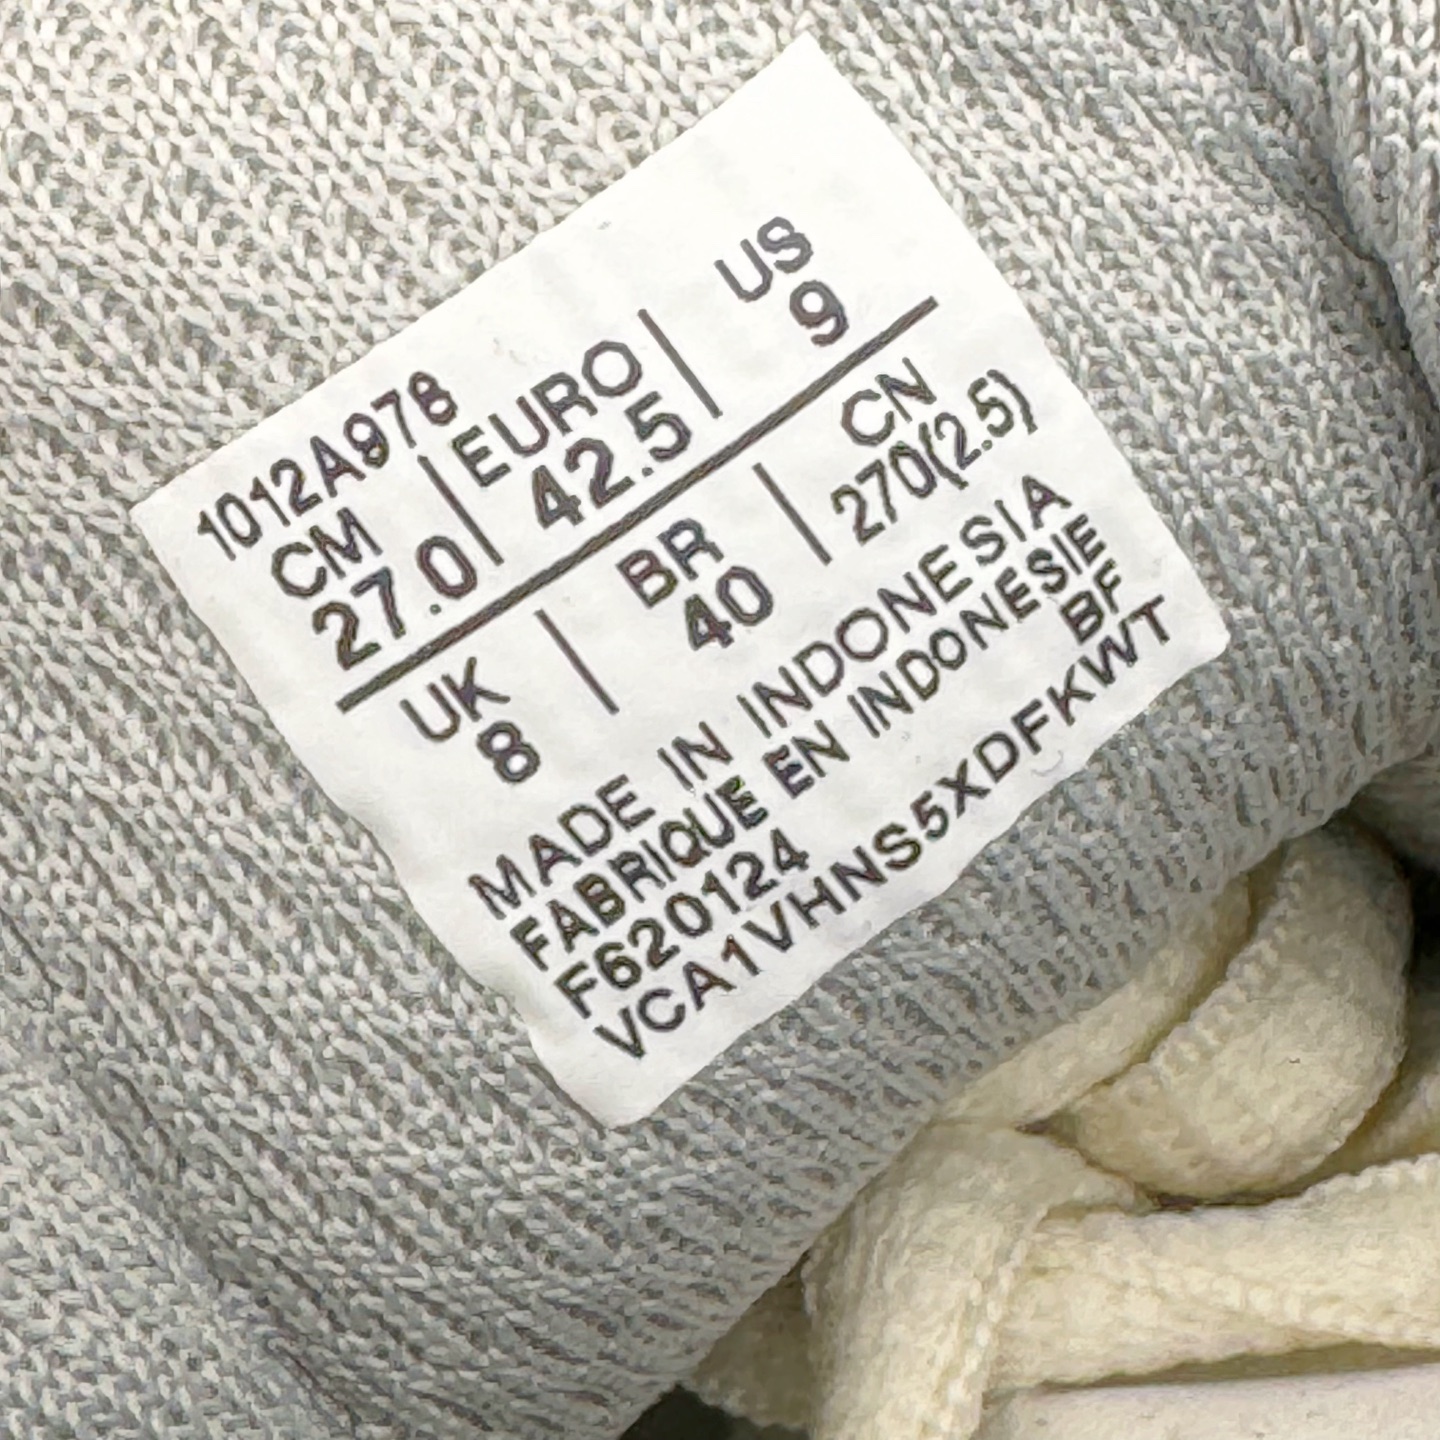 1012A978
CM EURO US
27.0 42.5 9
UK BR CN
8 40 270(2.5)
MADE IN INDONESIA
FABRIQUE EN INDONESIE
F620124 BF
VCA1VHNS5XDFKWT